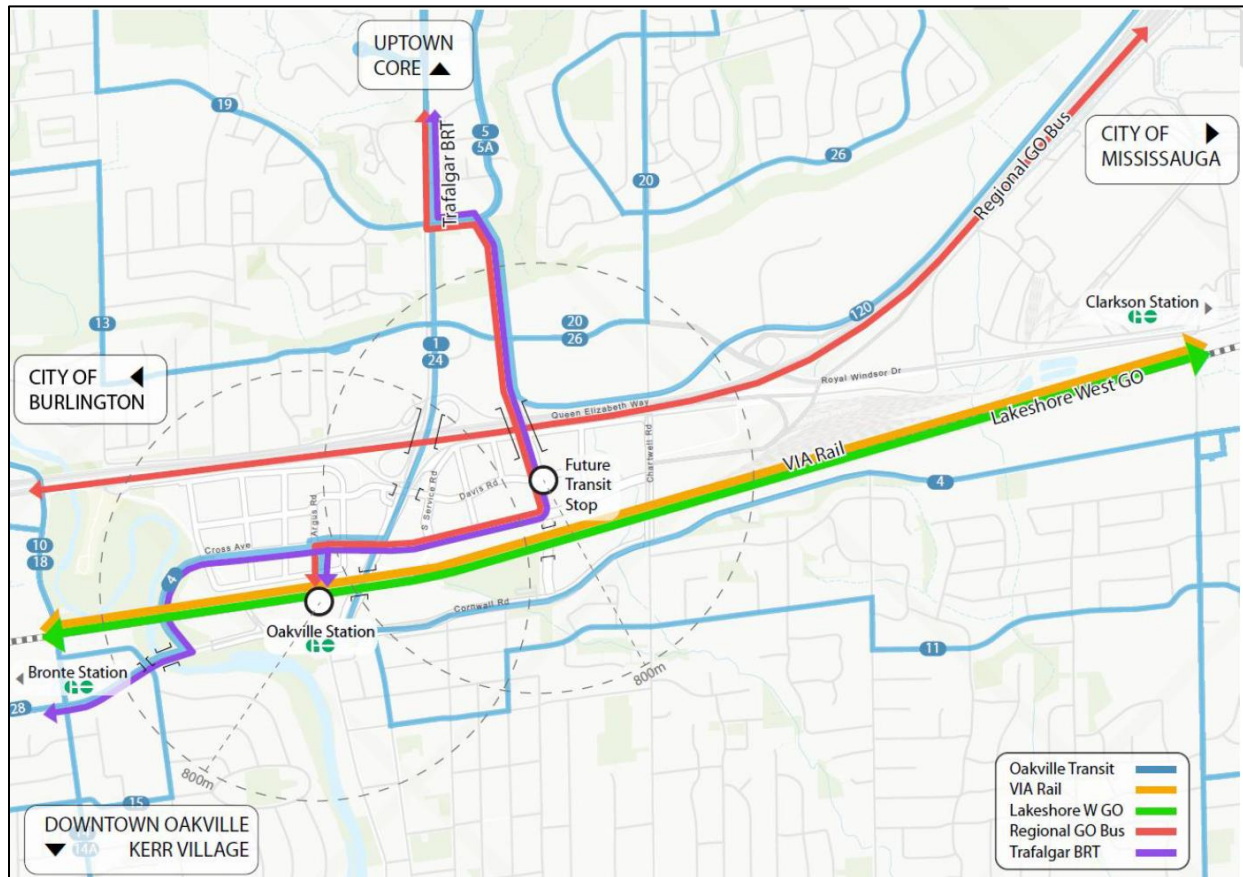 UPTOWN
CORE
19
5
5A
Trafalgar BRT
20
26
Regional GO Bus
CITY OF
MISSISSAUGA
13
20
26
120
1
24
Clarkson Station
CITY OF
BURLINGTON
Royal Windsor Dr
Queen Elizabeth Way
Lakeshore West GO
VIA Rail
Chartwell Rd
Future
Transit
Stop
4
Davis Rd
S Service Rd
Argus Rd
Cross Ave
10
18
4
Cornwall Rd
Oakville Station
11
Bronte Station
28
800m
800m
15
14A
DOWNTOWN OAKVILLE
KERR VILLAGE
Oakville Transit
VIA Rail
Lakeshore W GO
Regional GO Bus
Trafalgar BRT